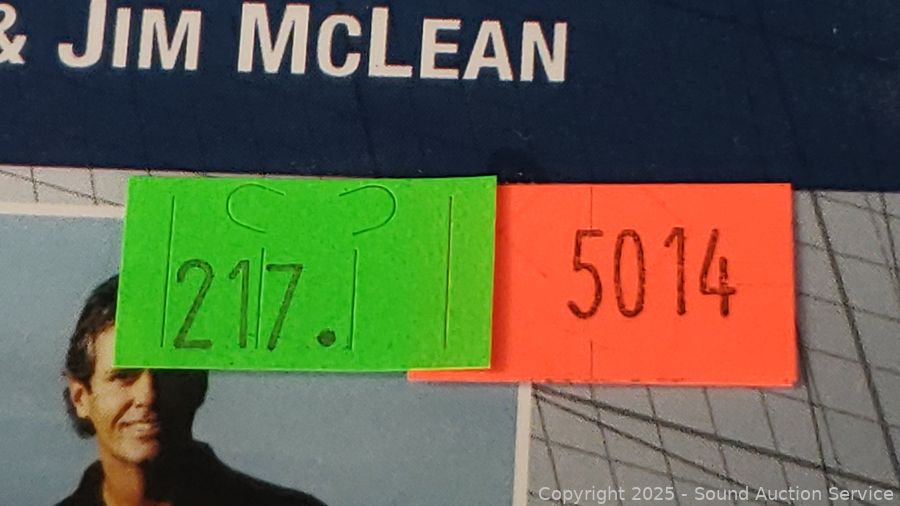 & JIM MCLEAN
217.
5014
Copyright 2025 - Sound Auction Service